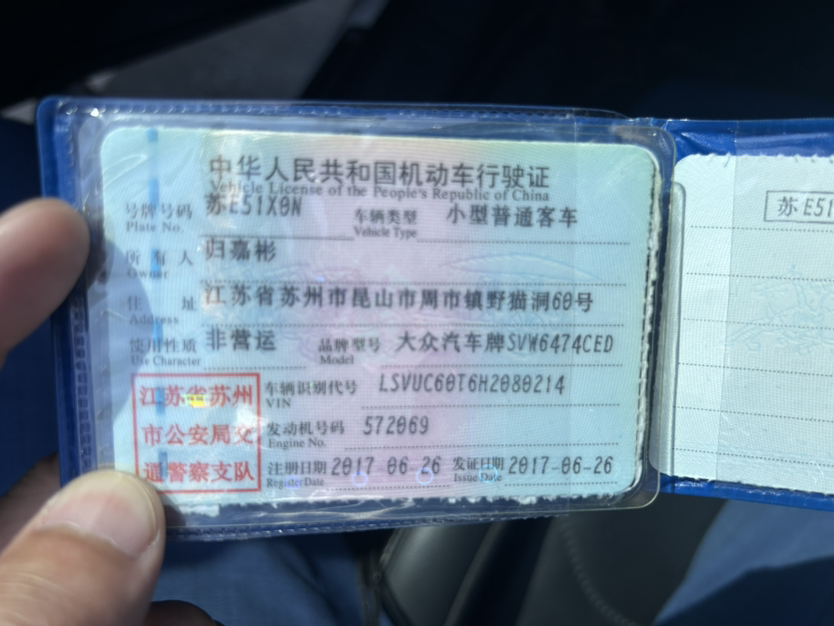 中华人民共和国机动车行驶证
Vehicle License of the People's Republic of China
号牌号码 苏E51X0N 车辆类型 小型普通客车
Plate No. Vehicle Type
所有人 归嘉彬
Owner
住址 江苏省苏州市昆山市周市镇野猫洞60号
Address
使用性质 非营运 品牌型号 大众汽车牌SVW6474CED
Use Character Model
江苏省苏州
市公安局交
通警察支队
车辆识别代号 LSVUC60T6H2080214
VIN
发动机号码 572069
Engine No.
注册日期 2017 06 26 发证日期 2017-06-26
Register Date Issue Date
苏E51